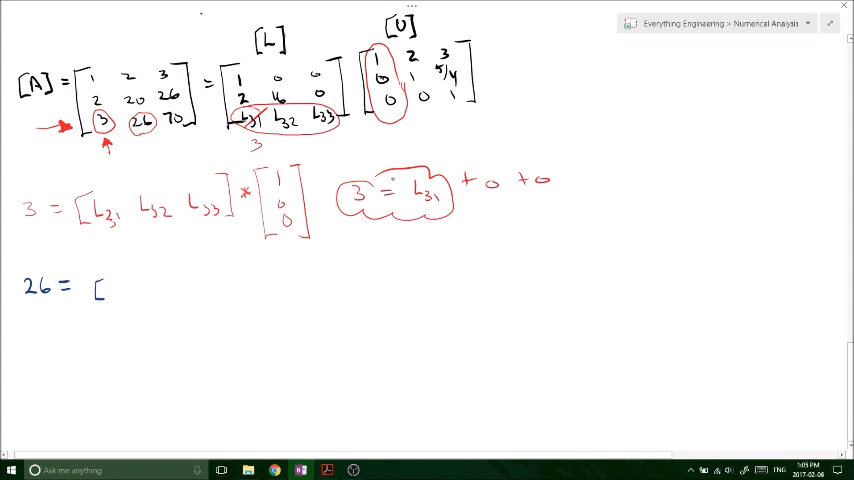 Everything Engineering > Numerical Analysis
[L] [U]
[A] = [1 2 3 = [1 0 0 [1 2 3
2 20 26 2 16 0 0 1 5/4
3 26 70] L31 L32 L33] 0 0 1]
3
3 = [L31 L32 L33] * [1 0 0] 3 = L31 + 0 + 0
26 = [
Ask me anything
ENG
1:05 PM
2017-02-06